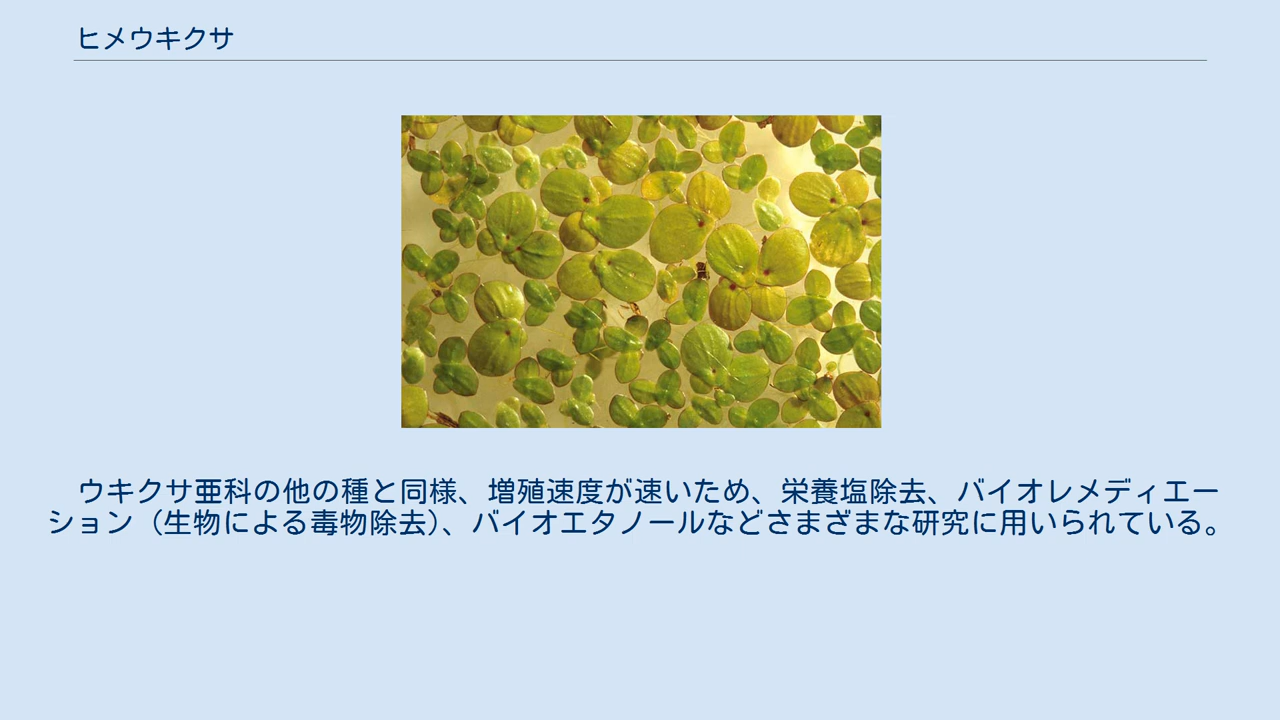 ヒメウキクサ
ウキクサ亜科の他の種と同様、増殖速度が速いため、栄養塩除去、バイオレメディエー
ション（生物による毒物除去）、バイオエタノールなどさまざまな研究に用いられている。